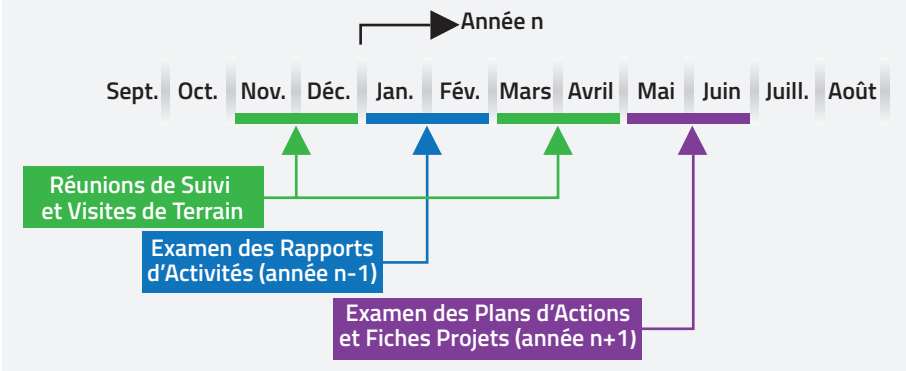 Année n
Sept. Oct. Nov. Déc. Jan. Fév. Mars Avril Mai Juin Juill. Août
Réunions de Suivi
et Visites de Terrain
Examen des Rapports
d’Activités (année n-1)
Examen des Plans d’Actions
et Fiches Projets (année n+1)